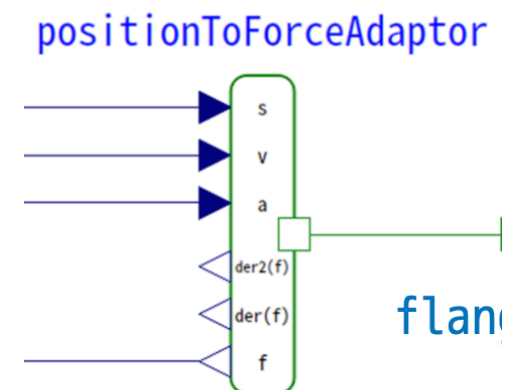 positionToForceAdaptor
s
v
a
der2(f)
der(f)
f